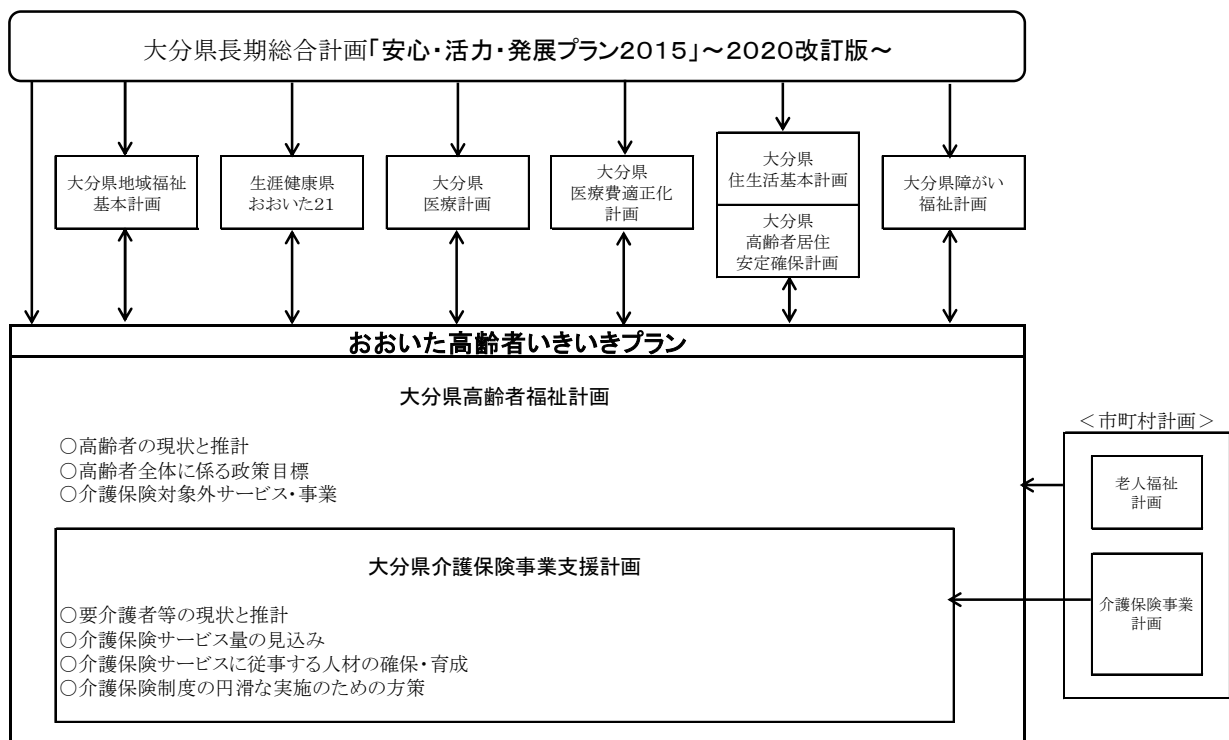 大分県長期総合計画「安心・活力・発展プラン2015」～2020改訂版～
大分県地域福祉
基本計画
生涯健康県
おおいた21
大分県
医療計画
大分県
医療費適正化
計画
大分県
住生活基本計画
大分県
高齢者居住
安定確保計画
大分県障がい
福祉計画
おおいた高齢者いきいきプラン
大分県高齢者福祉計画
○高齢者の現状と推計
○高齢者全体に係る政策目標
○介護保険対象外サービス・事業
大分県介護保険事業支援計画
○要介護者等の現状と推計
○介護保険サービス量の見込み
○介護保険サービスに従事する人材の確保・育成
○介護保険制度の円滑な実施のための方策
＜市町村計画＞
老人福祉
計画
介護保険事業
計画